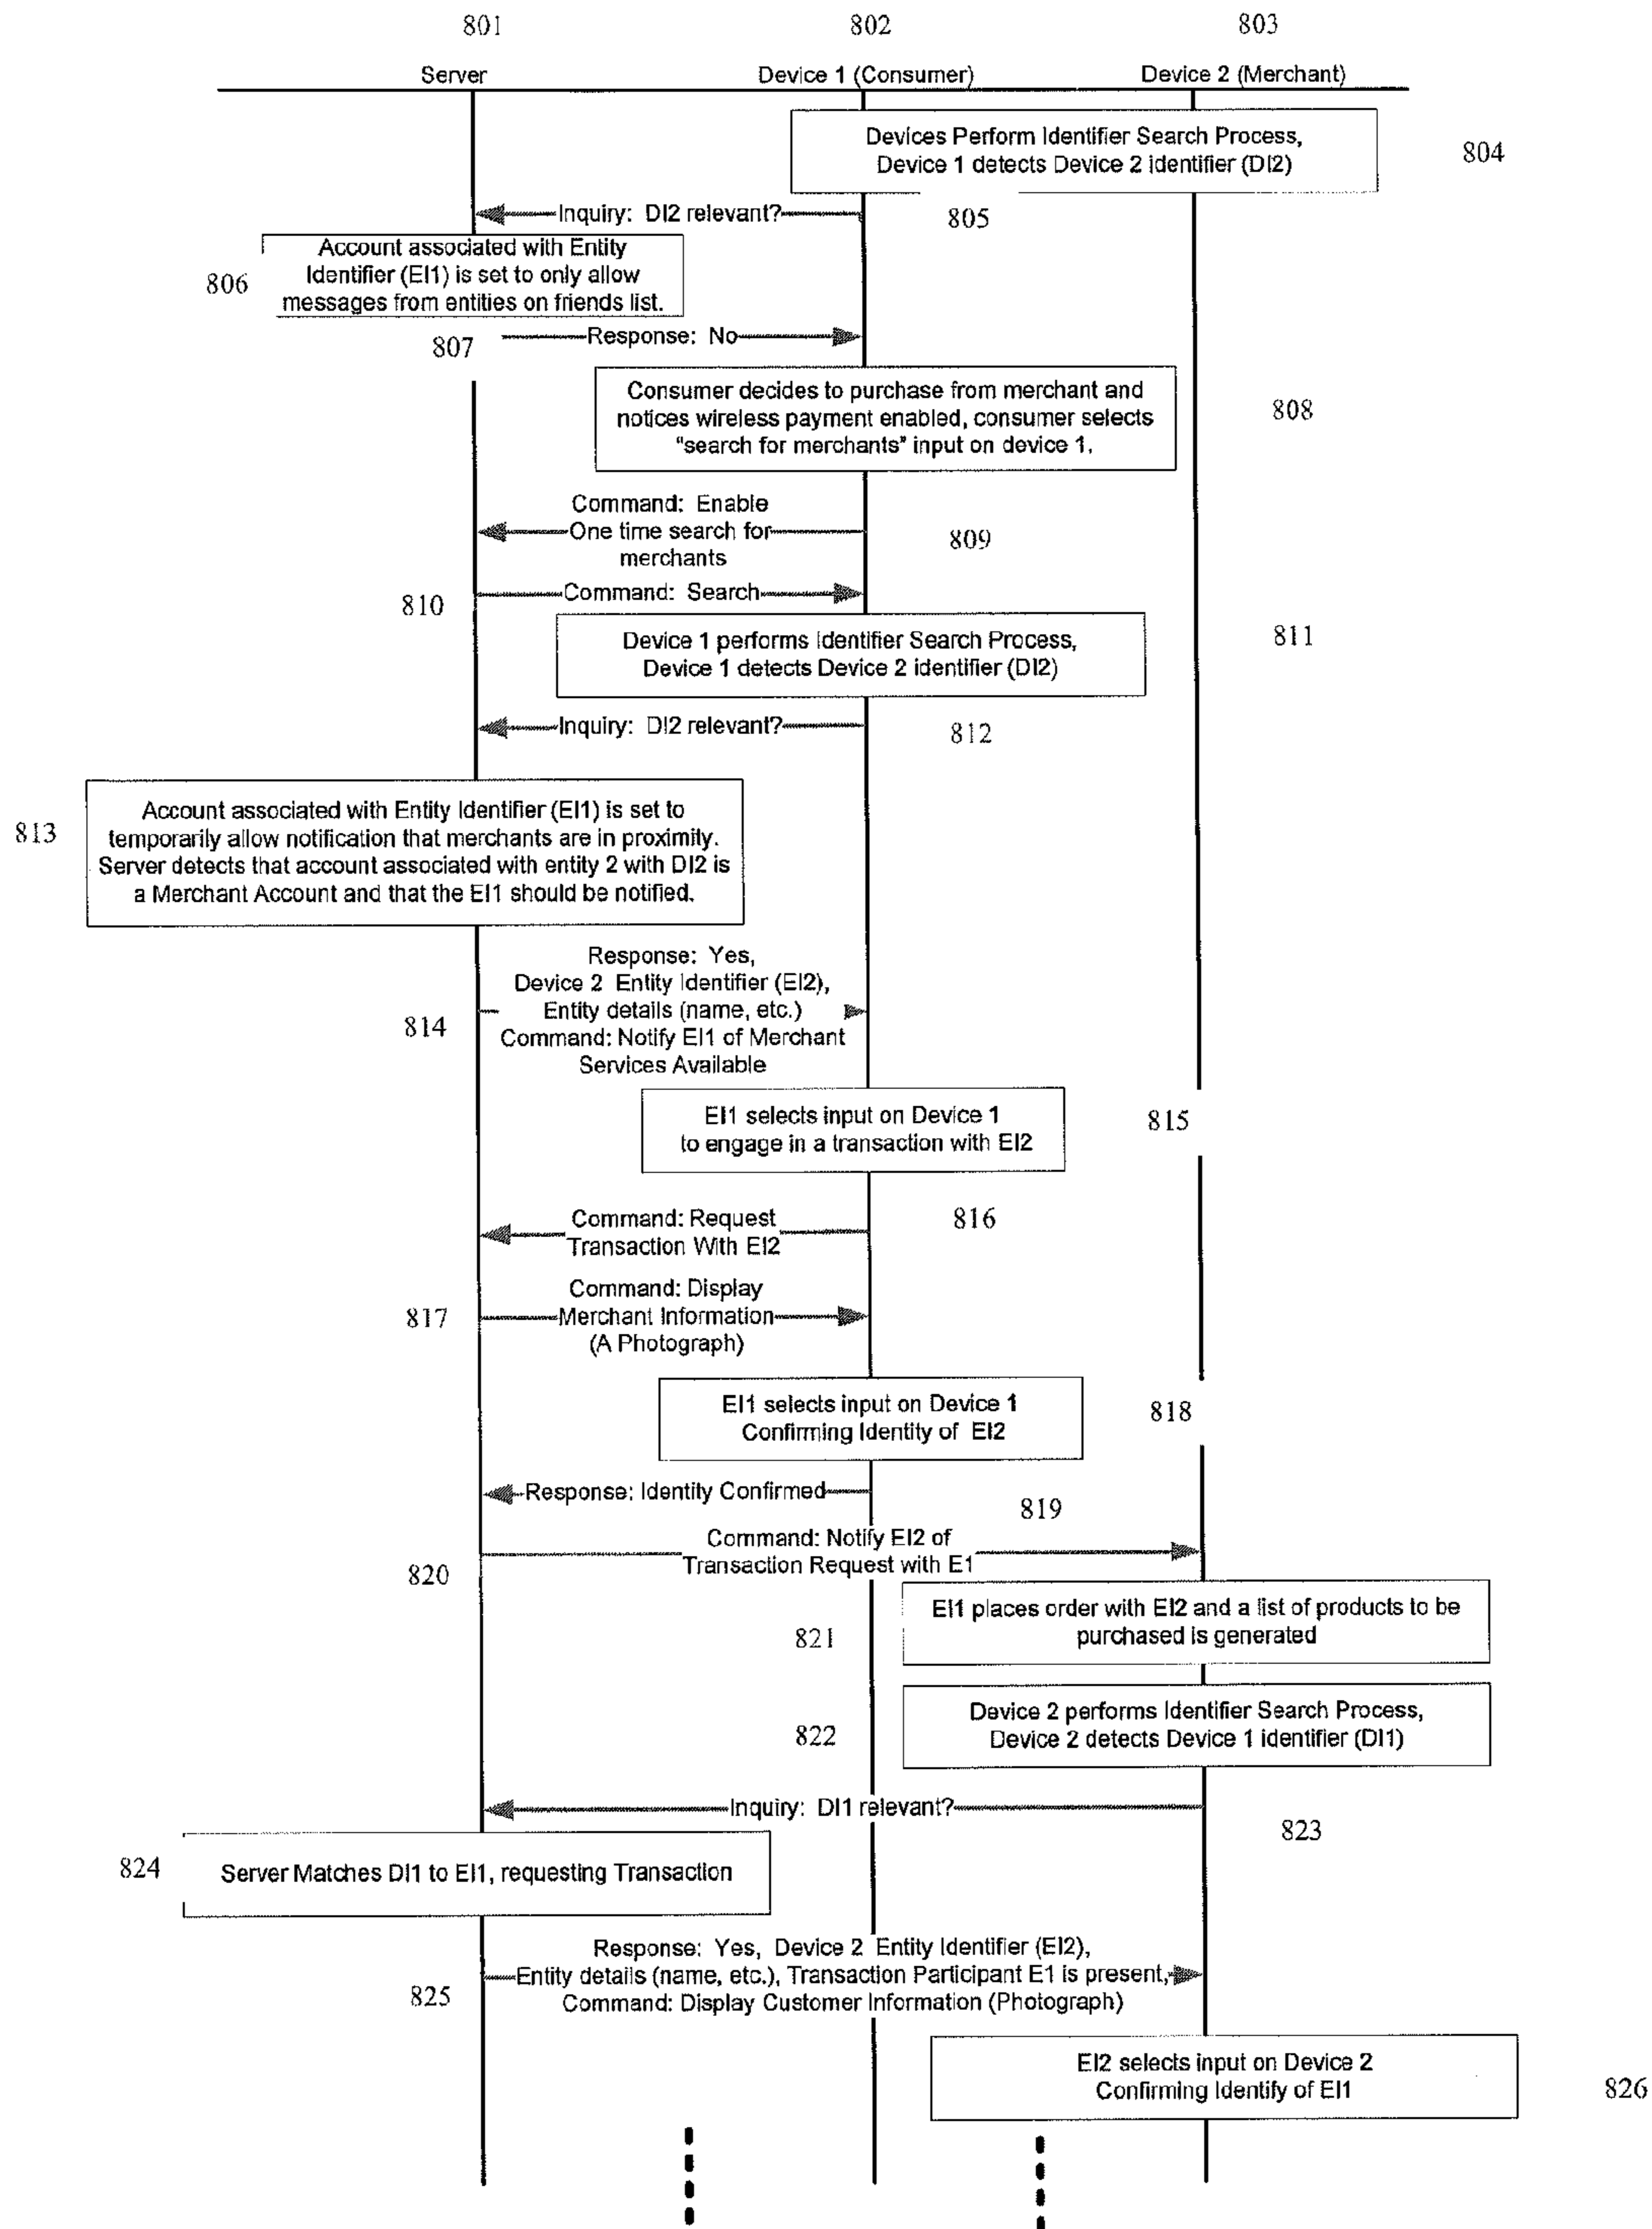 801
802
803
Server
Device 1 (Consumer)
Device 2 (Merchant)
Devices Perform Identifier Search Process,
Device 1 detects Device 2 identifier (DI2)
804
Inquiry: DI2 relevant?
805
Account associated with Entity
Identifier (EI1) is set to only allow
messages from entities on friends list.
806
Response: No
807
Consumer decides to purchase from merchant and
notices wireless payment enabled, consumer selects
"search for merchants" input on device 1.
808
Command: Enable
One time search for
merchants
809
Command: Search
810
Device 1 performs Identifier Search Process,
Device 1 detects Device 2 identifier (DI2)
811
Inquiry: DI2 relevant?
812
Account associated with Entity Identifier (EI1) is set to
temporarily allow notification that merchants are in proximity.
Server detects that account associated with entity 2 with DI2 is
a Merchant Account and that the EI1 should be notified.
813
Response: Yes,
Device 2 Entity Identifier (EI2),
Entity details (name, etc.)
Command: Notify EI1 of Merchant
Services Available
814
EI1 selects input on Device 1
to engage in a transaction with EI2
815
Command: Request
Transaction With EI2
816
Command: Display
Merchant Information
(A Photograph)
817
EI1 selects input on Device 1
Confirming Identity of EI2
818
Response: Identity Confirmed
819
Command: Notify EI2 of
Transaction Request with E1
820
EI1 places order with EI2 and a list of products to be
purchased is generated
821
Device 2 performs Identifier Search Process,
Device 2 detects Device 1 identifier (DI1)
822
Inquiry: DI1 relevant?
823
Server Matches DI1 to EI1, requesting Transaction
824
Response: Yes, Device 2 Entity Identifier (EI2),
Entity details (name, etc.), Transaction Participant E1 is present,
Command: Display Customer Information (Photograph)
825
EI2 selects input on Device 2
Confirming Identify of EI1
826